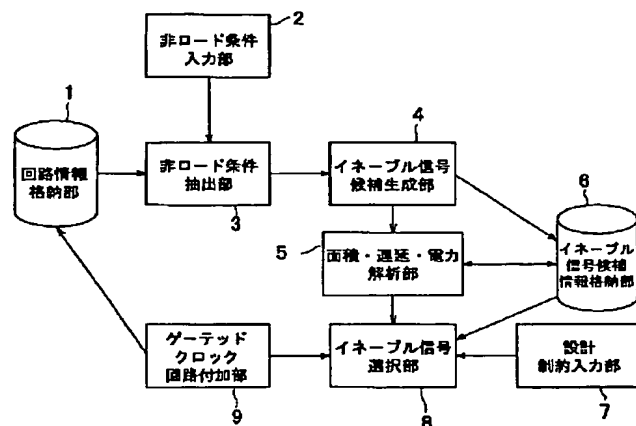 2
非ロード条件
入力部
1
回路情報
格納部
非ロード条件
抽出部
3
4
イネーブル信号
候補生成部
5
面積・遅延・電力
解析部
6
イネーブル
信号候補
情報格納部
ゲーテッド
クロック
回路付加部
9
イネーブル信号
選択部
8
設計
制約入力部
7